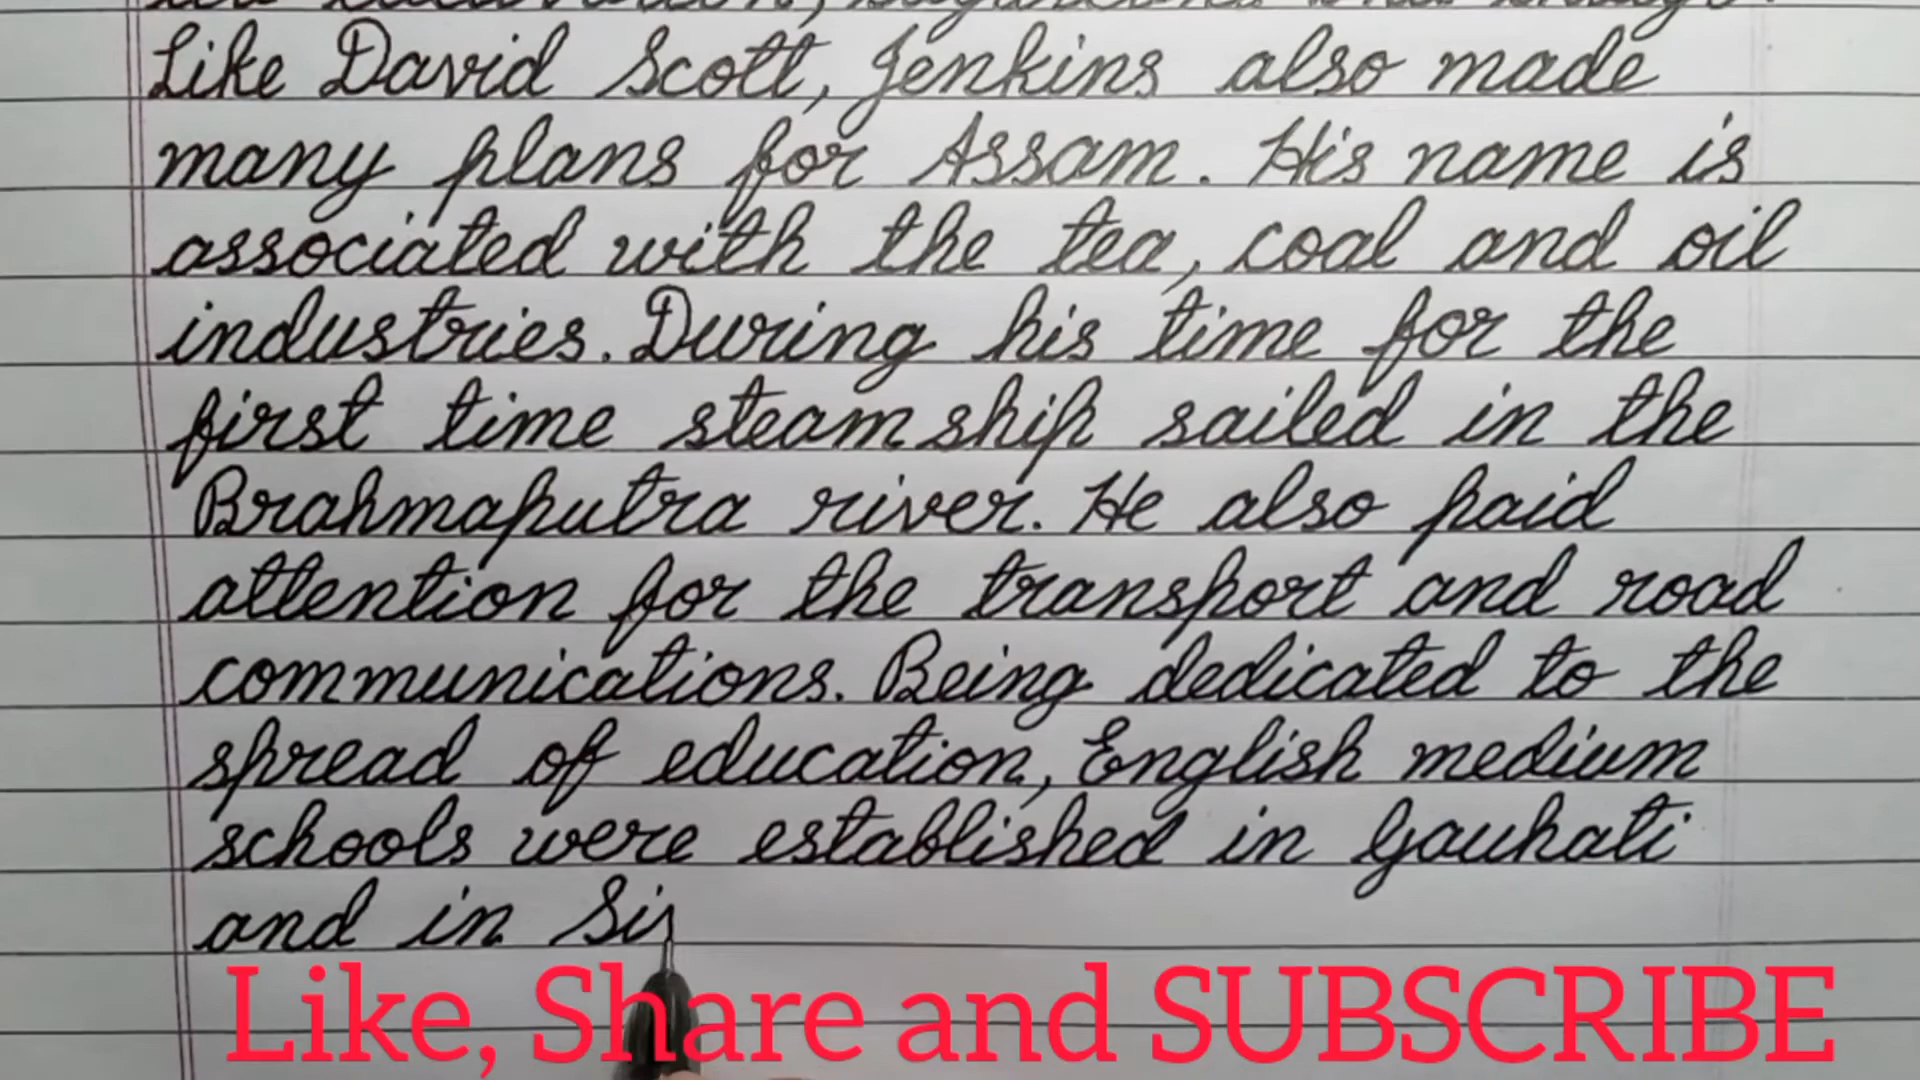 Like David Scott, Jenkins also made
many plans for Assam. His name is
associated with the tea, coal and oil
industries. During his time for the
first time steam ship sailed in the
Brahmaputra river. He also paid
attention for the transport and road
communications. Being dedicated to the
spread of education, English medium
schools were established in Gauhati
and in Si
Like, Share and SUBSCRIBE